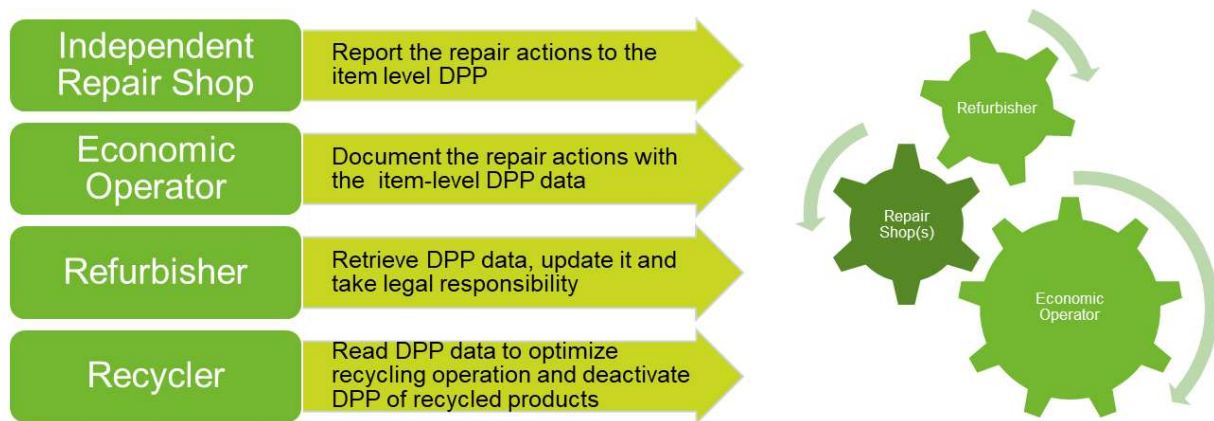 Independent
Repair Shop
Report the repair actions to the
item level DPP
Economic
Operator
Document the repair actions with
the item-level DPP data
Refurbisher
Retrieve DPP data, update it and
take legal responsibility
Recycler
Read DPP data to optimize
recycling operation and deactivate
DPP of recycled products
Refurbisher
Repair
Shop(s)
Economic
Operator